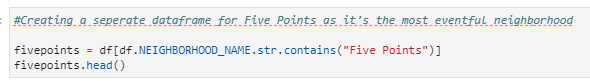 #Creating a seperate dataframe for Five Points as it's the most eventful neighborhood
fivepoints = df[df.NEIGHBORHOOD_NAME.str.contains("Five Points")]
fivepoints.head()